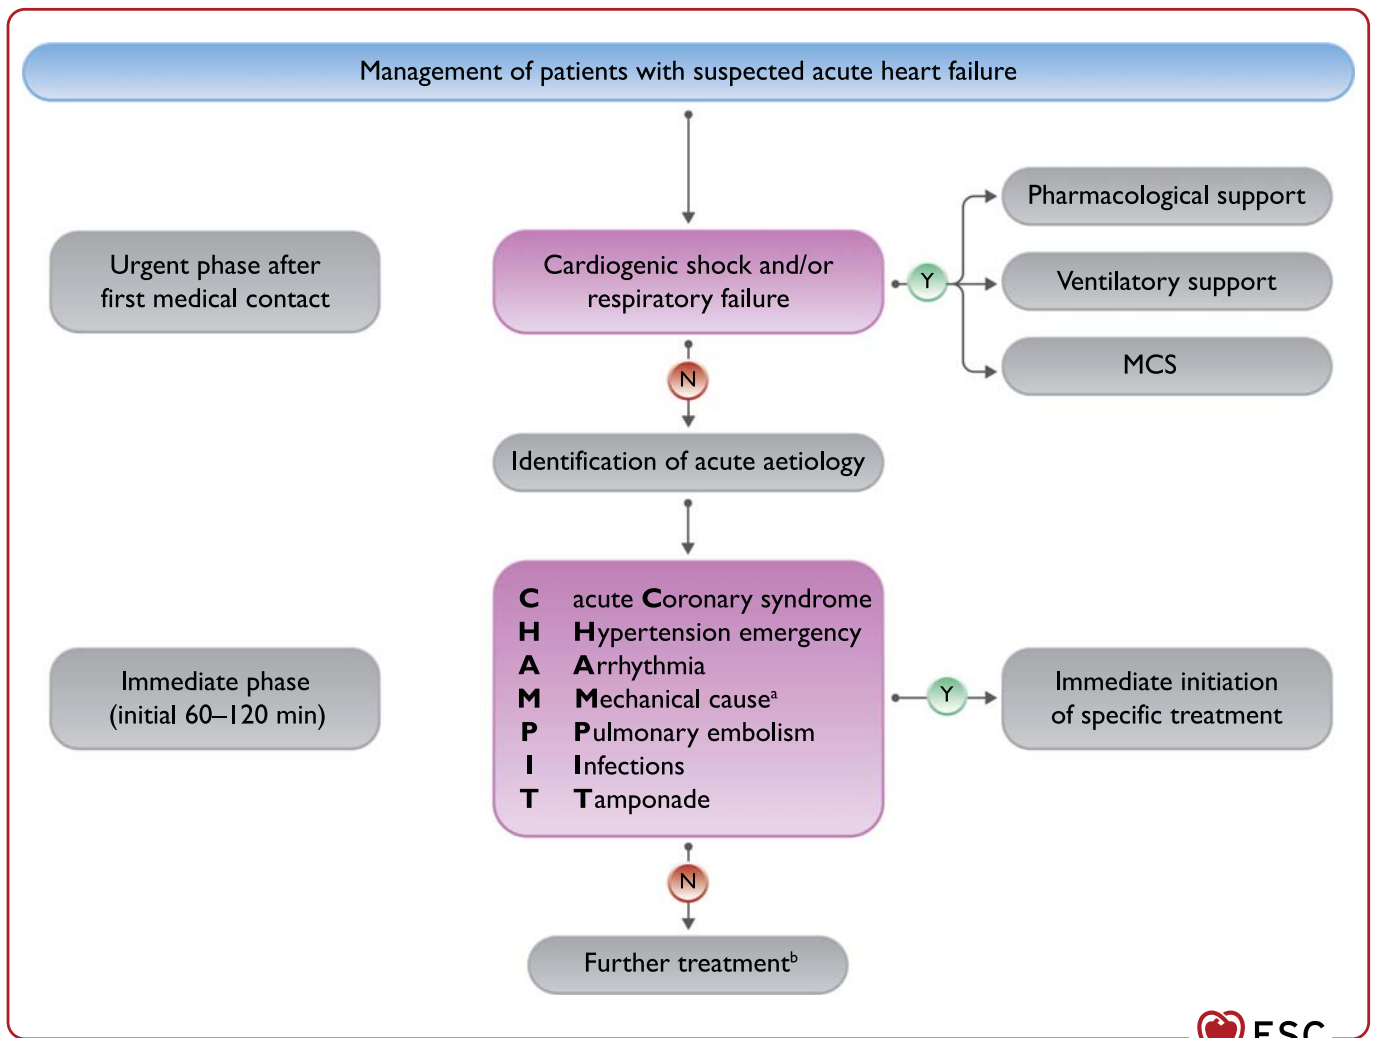 Management of patients with suspected acute heart failure
Pharmacological support
Urgent phase after
first medical contact
Cardiogenic shock and/or
respiratory failure
Y
Ventilatory support
MCS
N
Identification of acute aetiology
C acute Coronary syndrome
H Hypertension emergency
A Arrhythmia
M Mechanical causeᵃ
P Pulmonary embolism
I Infections
T Tamponade
Immediate phase
(initial 60–120 min)
Y
Immediate initiation
of specific treatment
N
Further treatmentᵇ
ESC